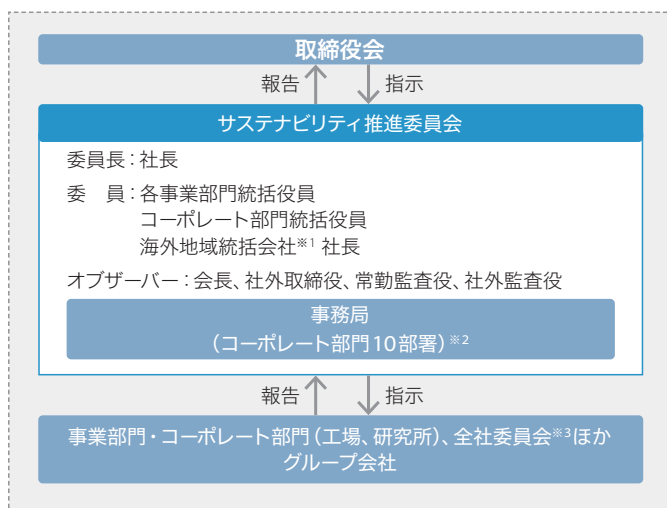 取締役会
報告 指示
サステナビリティ推進委員会
委員長：社長
委　員：各事業部門統括役員
コーポレート部門統括役員
海外地域統括会社※1 社長
オブザーバー：会長、社外取締役、常勤監査役、社外監査役
事務局
（コーポレート部門10部署）※2
報告 指示
事業部門・コーポレート部門（工場、研究所）、全社委員会※3ほか
グループ会社